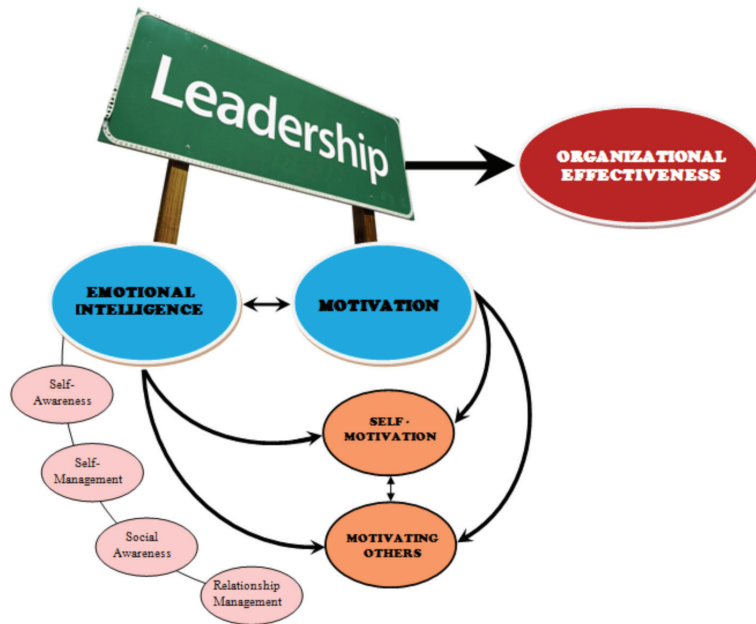 Leadership
ORGANIZATIONAL
EFFECTIVENESS
EMOTIONAL
INTELLIGENCE
MOTIVATION
Self-
Awareness
SELF -
MOTIVATION
Self-
Management
Social
Awareness
MOTIVATING
OTHERS
Relationship
Management